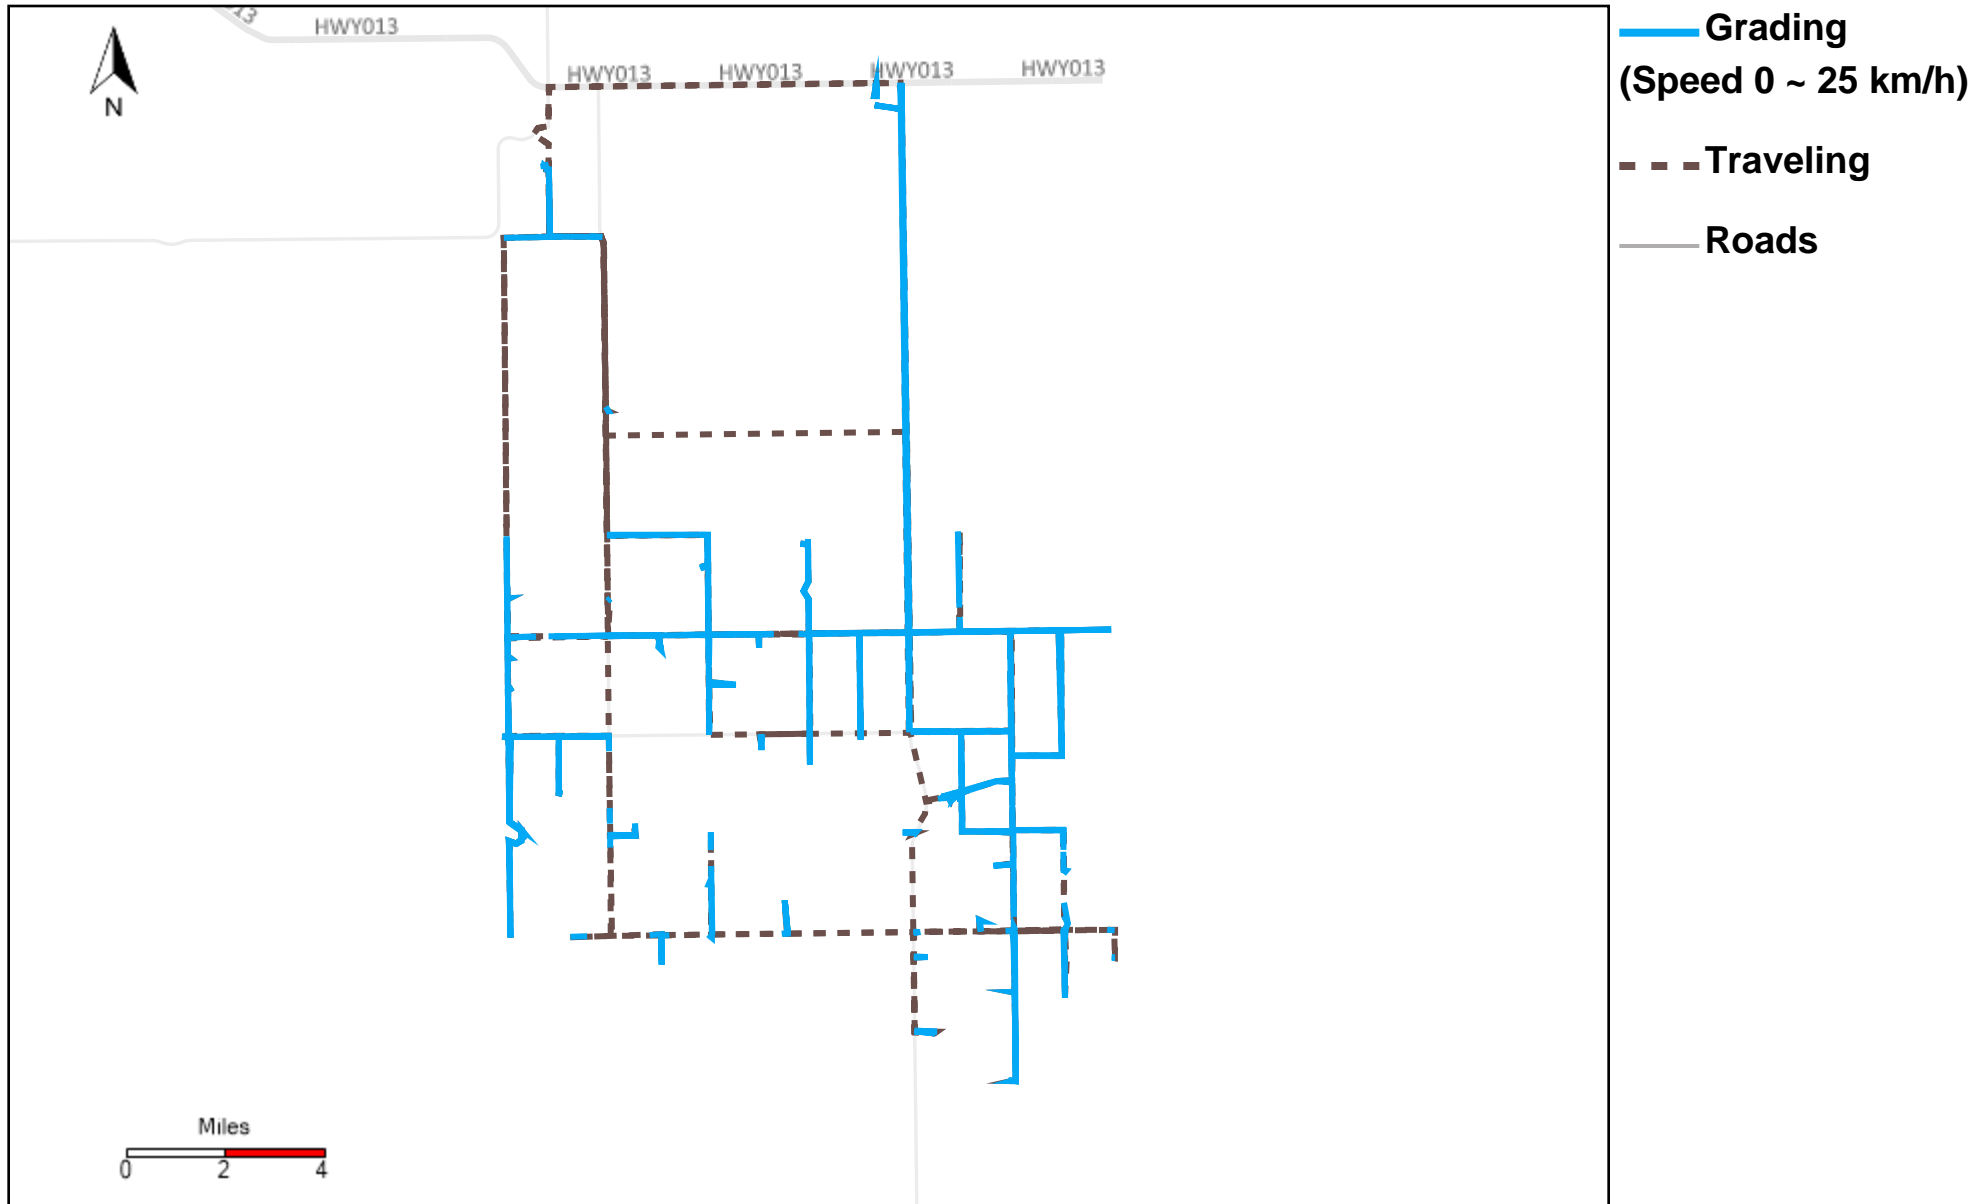 HWY013
HWY013 HWY013 HWY013 HWY013
N
Grading
(Speed 0 ~ 25 km/h)
Traveling
Roads
Miles
0 2 4